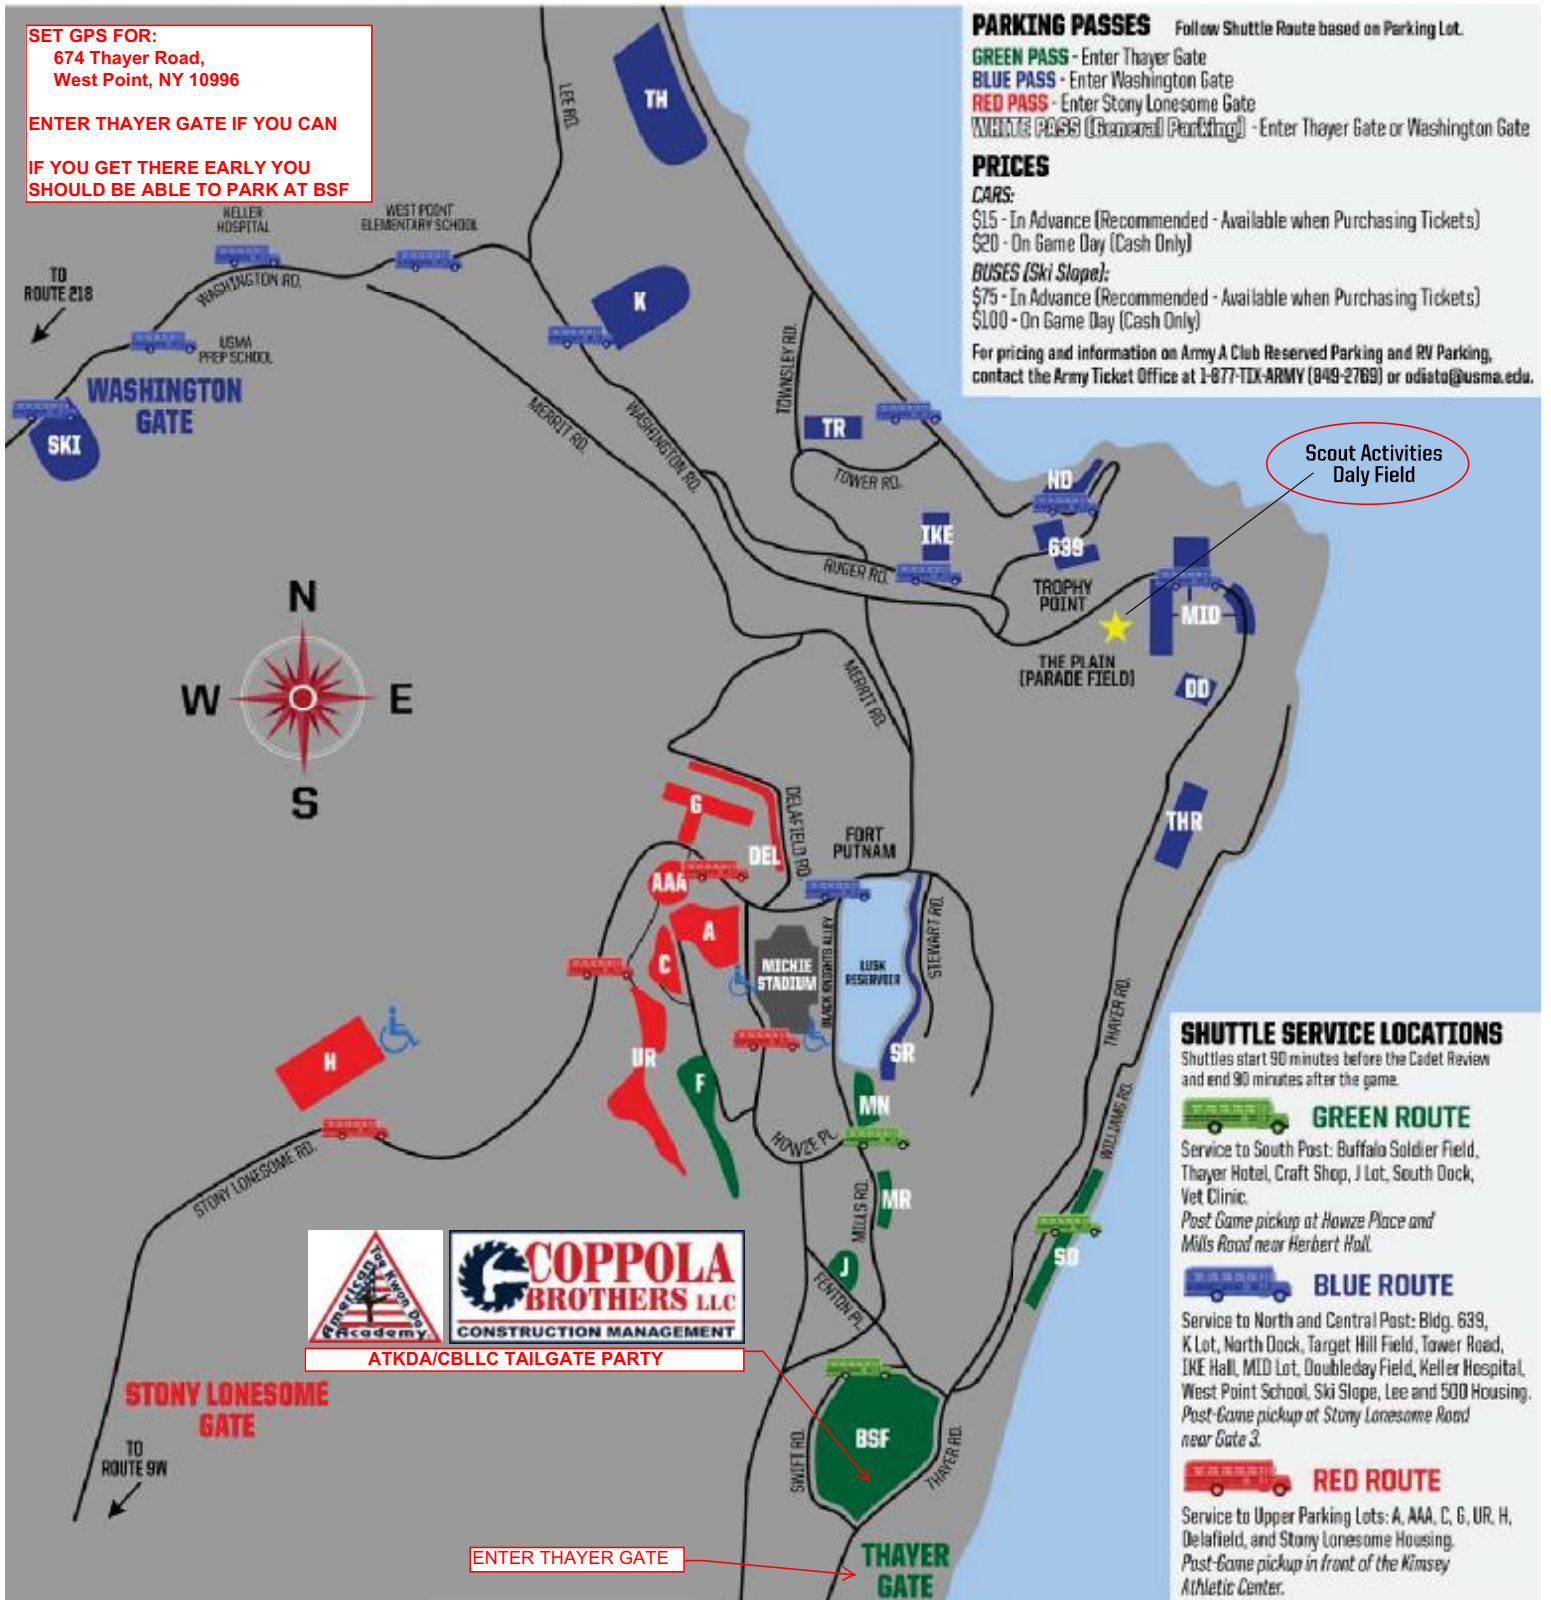 SET GPS FOR:
674 Thayer Road,
West Point, NY 10996
ENTER THAYER GATE IF YOU CAN
IF YOU GET THERE EARLY YOU
SHOULD BE ABLE TO PARK AT BSF
PARKING PASSES Follow Shuttle Route based on Parking Lot.
GREEN PASS - Enter Thayer Gate
BLUE PASS - Enter Washington Gate
RED PASS - Enter Stony Lonesome Gate
WHITE PASS (General Parking) - Enter Thayer Gate or Washington Gate
PRICES
CARS:
$15 - In Advance (Recommended - Available when Purchasing Tickets)
$20 - On Game Day (Cash Only)
BUSES (Ski Slope):
$75 - In Advance (Recommended - Available when Purchasing Tickets)
$100 - On Game Day (Cash Only)
For pricing and information on Army A Club Reserved Parking and RV Parking,
contact the Army Ticket Office at 1-877-TIX-ARMY (849-2769) or odiato@usma.edu.
LEE RD.
TH
KELLER
HOSPITAL
WEST POINT
ELEMENTARY SCHOOL
TO
ROUTE 218
WASHINGTON RD.
K
USMA
PREP SCHOOL
WASHINGTON
GATE
SKI
MERRIT RD.
WASHINGTON RD.
TOWNSLEY RD.
TR
TOWER RD.
ND
Scout Activities
Daly Field
IKE
639
RUGER RD.
TROPHY
POINT
MID
THE PLAIN
(PARADE FIELD)
DD
N
W
E
S
MERRIT RD.
G
DEL
DELAFIELD RD.
FORT
PUTNAM
THR
AAA
A
C
MICHIE
STADIUM
BLACK KNIGHTS ALLEY
LUSK
RESERVOIR
STEWART RD.
THAYER RD.
H
UR
F
SR
MN
HOWZE PL.
WILLIAMS RD.
STONY LONESOME RD.
MILLS RD.
MR
SD
J
FENTON PL.
American Tae Kwon Do Academy
COPPOLA
BROTHERS LLC
CONSTRUCTION MANAGEMENT
ATKDA/CBLLC TAILGATE PARTY
STONY LONESOME
GATE
TO
ROUTE 9W
SWIFT RD.
BSF
THAYER RD.
ENTER THAYER GATE
THAYER
GATE
SHUTTLE SERVICE LOCATIONS
Shuttles start 90 minutes before the Cadet Review
and end 90 minutes after the game.
GREEN ROUTE
Service to South Post: Buffalo Soldier Field,
Thayer Hotel, Craft Shop, J Lot, South Dock,
Vet Clinic.
Post Game pickup at Howze Place and
Mills Road near Herbert Hall.
BLUE ROUTE
Service to North and Central Post: Bldg. 639,
K Lot, North Dock, Target Hill Field, Tower Road,
IKE Hall, MID Lot, Doubleday Field, Keller Hospital,
West Point School, Ski Slope, Lee and 500 Housing.
Post-Game pickup at Stony Lonesome Road
near Gate 3.
RED ROUTE
Service to Upper Parking Lots: A, AAA, C, G, UR, H,
Delafield, and Stony Lonesome Housing.
Post-Game pickup in front of the Kimsey
Athletic Center.